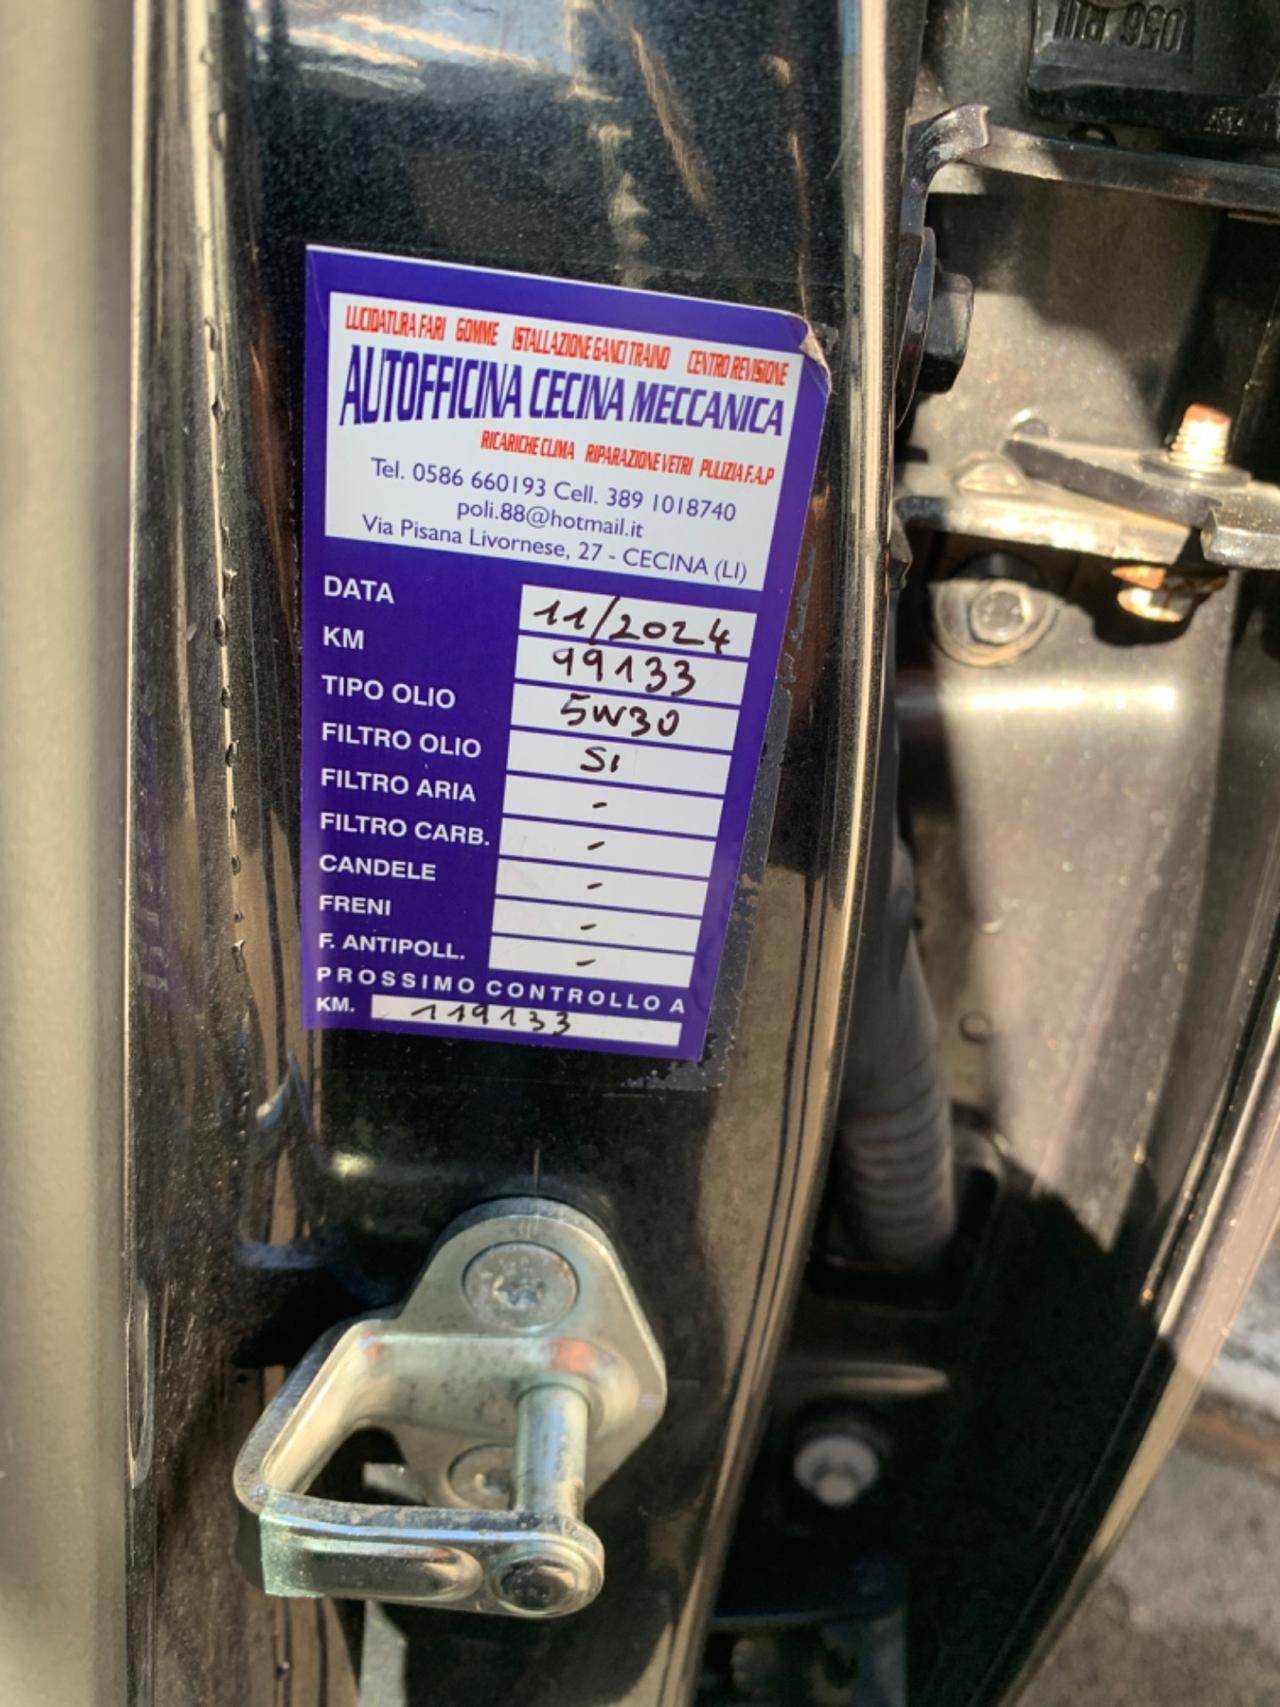 LUCIDATURA FARI GOMME ISTALLAZIONE GANCI TRAINO CENTRO REVISIONE
AUTOFFICINA CECINA MECCANICA
RICARICHE CLIMA RIPARAZIONE VETRI PULIZIA F.A.P
Tel. 0586 660193 Cell. 389 1018740
poli.88@hotmail.it
Via Pisana Livornese, 27 - CECINA (LI)
DATA 11/2024
KM 99133
TIPO OLIO 5W30
FILTRO OLIO SI
FILTRO ARIA -
FILTRO CARB. -
CANDELE -
FRENI -
F. ANTIPOLL. -
PROSSIMO CONTROLLO A
KM. 119133